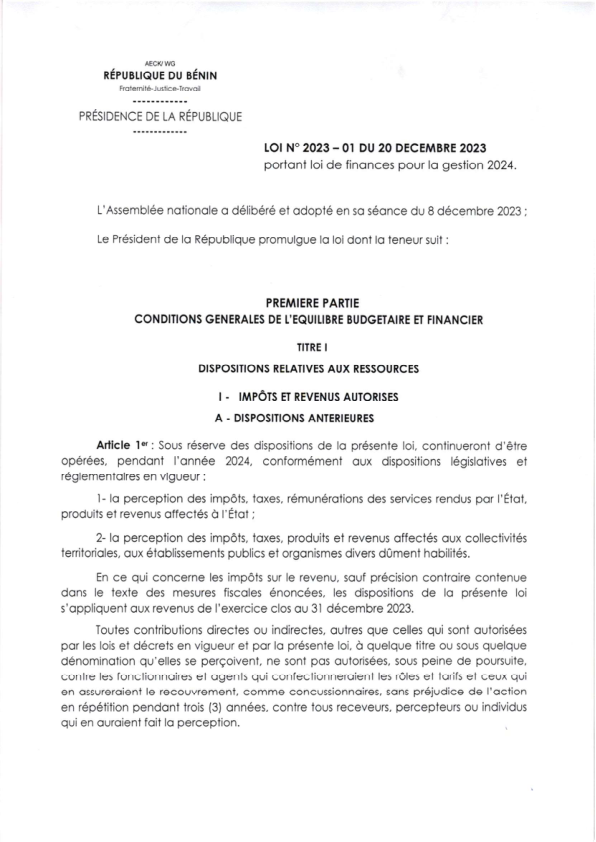 AECK/WG
RÉPUBLIQUE DU BÉNIN
Fraternité-Justice-Travail
------------
PRÉSIDENCE DE LA RÉPUBLIQUE
------------
LOI N° 2023 – 01 DU 20 DECEMBRE 2023
portant loi de finances pour la gestion 2024.
L'Assemblée nationale a délibéré et adopté en sa séance du 8 décembre 2023 ;
Le Président de la République promulgue la loi dont la teneur suit :
PREMIERE PARTIE
CONDITIONS GENERALES DE L'EQUILIBRE BUDGETAIRE ET FINANCIER
TITRE I
DISPOSITIONS RELATIVES AUX RESSOURCES
I - IMPÔTS ET REVENUS AUTORISES
A - DISPOSITIONS ANTERIEURES
Article 1er : Sous réserve des dispositions de la présente loi, continueront d'être
opérées, pendant l'année 2024, conformément aux dispositions législatives et
réglementaires en vigueur :
1- la perception des impôts, taxes, rémunérations des services rendus par l'État,
produits et revenus affectés à l'État ;
2- la perception des impôts, taxes, produits et revenus affectés aux collectivités
territoriales, aux établissements publics et organismes divers dûment habilités.
En ce qui concerne les impôts sur le revenu, sauf précision contraire contenue
dans le texte des mesures fiscales énoncées, les dispositions de la présente loi
s'appliquent aux revenus de l'exercice clos au 31 décembre 2023.
Toutes contributions directes ou indirectes, autres que celles qui sont autorisées
par les lois et décrets en vigueur et par la présente loi, à quelque titre ou sous quelque
dénomination qu'elles se perçoivent, ne sont pas autorisées, sous peine de poursuite,
contre les fonctionnaires et agents qui confectionneraient les rôles et tarifs et ceux qui
en assureraient le recouvrement, comme concussionnaires, sans préjudice de l'action
en répétition pendant trois (3) années, contre tous receveurs, percepteurs ou individus
qui en auraient fait la perception.